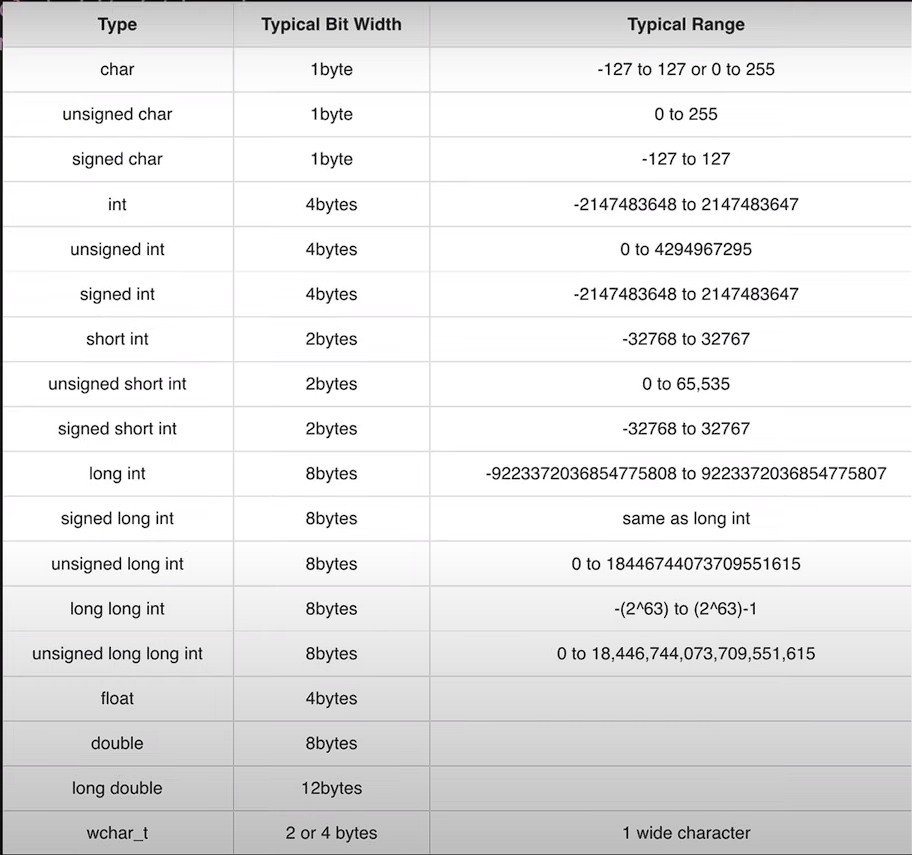 Type Typical Bit Width Typical Range
char 1byte -127 to 127 or 0 to 255
unsigned char 1byte 0 to 255
signed char 1byte -127 to 127
int 4bytes -2147483648 to 2147483647
unsigned int 4bytes 0 to 4294967295
signed int 4bytes -2147483648 to 2147483647
short int 2bytes -32768 to 32767
unsigned short int 2bytes 0 to 65,535
signed short int 2bytes -32768 to 32767
long int 8bytes -9223372036854775808 to 9223372036854775807
signed long int 8bytes same as long int
unsigned long int 8bytes 0 to 18446744073709551615
long long int 8bytes -(2^63) to (2^63)-1
unsigned long long int 8bytes 0 to 18,446,744,073,709,551,615
float 4bytes
double 8bytes
long double 12bytes
wchar_t 2 or 4 bytes 1 wide character